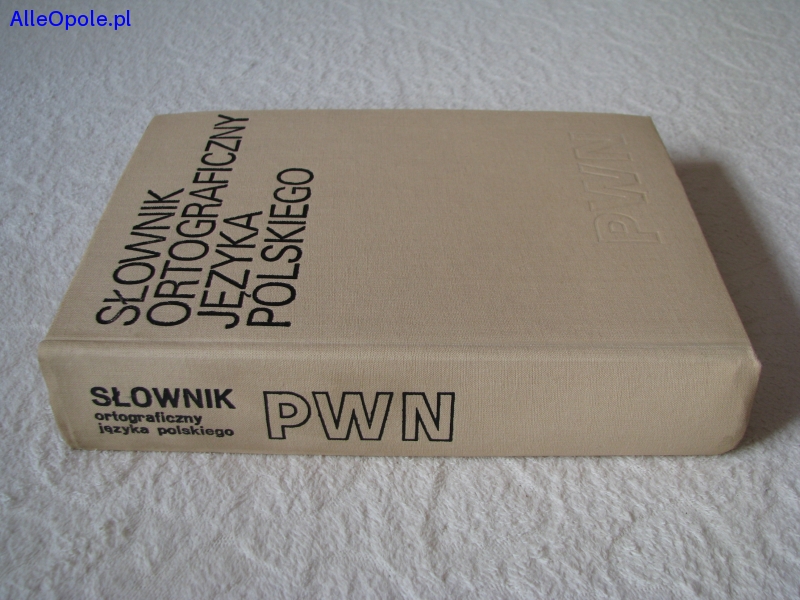 AlleOpole.pl
SŁOWNIK
ORTOGRAFICZNY
JĘZYKA
POLSKIEGO
PWN
SŁOWNIK
ortograficzny
języka polskiego
PWN